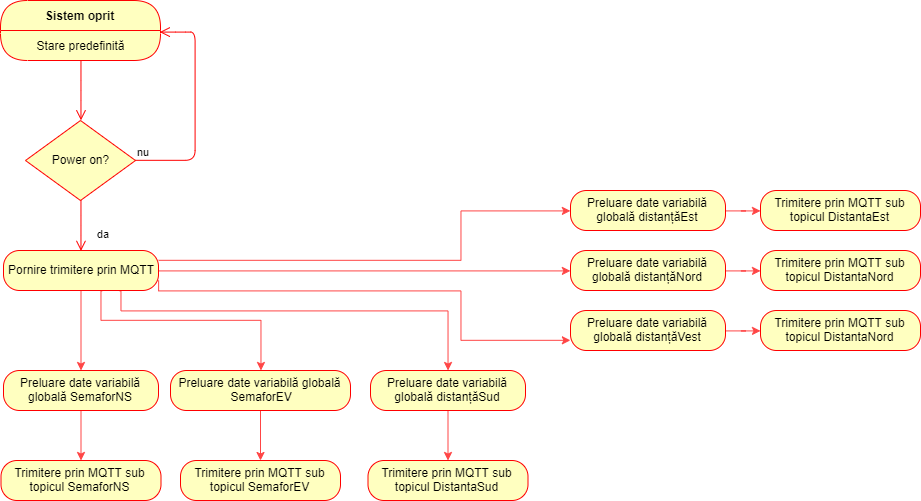 Sistem oprit
Stare predefinită
Power on?
nu
da
Pornire trimitere prin MQTT
Preluare date variabilă
globală distanțăEst
Trimitere prin MQTT sub
topicul DistantaEst
Preluare date variabilă
globală distanțăNord
Trimitere prin MQTT sub
topicul DistantaNord
Preluare date variabilă
globală distanțăVest
Trimitere prin MQTT sub
topicul DistantaNord
Preluare date variabilă
globală SemaforNS
Preluare date variabilă globală
SemaforEV
Preluare date variabilă
globală distanțăSud
Trimitere prin MQTT sub
topicul SemaforNS
Trimitere prin MQTT sub
topicul SemaforEV
Trimitere prin MQTT sub
topicul DistantaSud